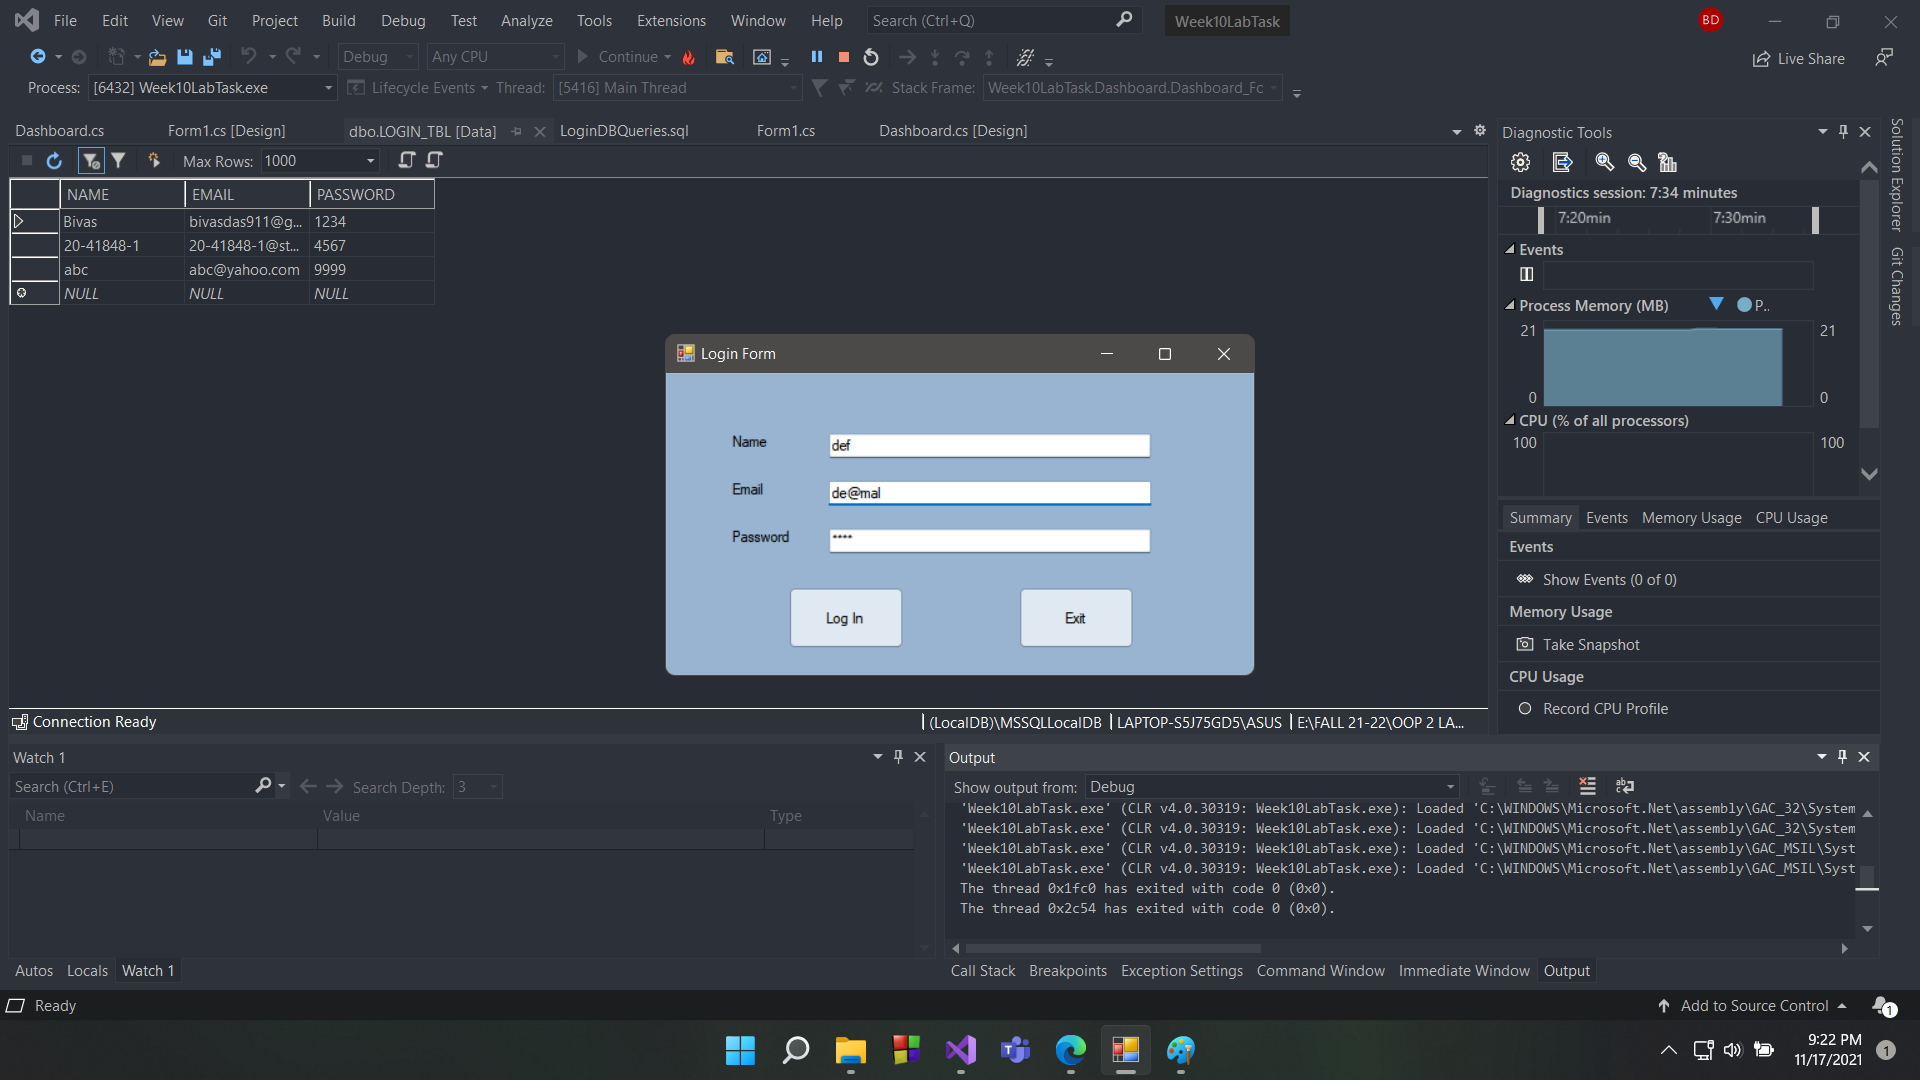 File Edit View Git Project Build Debug Test Analyze Tools Extensions Window Help Search (Ctrl+Q) Week10LabTask BD
Debug Any CPU Continue Live Share
Process: [6432] Week10LabTask.exe Lifecycle Events Thread: [5416] Main Thread Stack Frame: Week10LabTask.Dashboard.Dashboard_Fc
Dashboard.cs Form1.cs [Design] dbo.LOGIN_TBL [Data] LoginDBQueries.sql Form1.cs Dashboard.cs [Design]
Max Rows: 1000
NAME EMAIL PASSWORD
Bivas bivasdas911@g... 1234
20-41848-1 20-41848-1@st... 4567
abc abc@yahoo.com 9999
NULL NULL NULL
Login Form
Name def
Email de@mal
Password ****
Log In Exit
Connection Ready (LocalDB)\MSSQLLocalDB LAPTOP-S5J75GD5\ASUS E:\FALL 21-22\OOP 2 LA...
Diagnostic Tools
Diagnostics session: 7:34 minutes
7:20min 7:30min
Events
Process Memory (MB) P..
21 21
0 0
CPU (% of all processors)
100 100
Summary Events Memory Usage CPU Usage
Events
Show Events (0 of 0)
Memory Usage
Take Snapshot
CPU Usage
Record CPU Profile
Solution Explorer
Git Changes
Watch 1
Search (Ctrl+E) Search Depth: 3
Name Value Type
Autos Locals Watch 1
Output
Show output from: Debug
'Week10LabTask.exe' (CLR v4.0.30319: Week10LabTask.exe): Loaded 'C:\WINDOWS\Microsoft.Net\assembly\GAC_32\System
'Week10LabTask.exe' (CLR v4.0.30319: Week10LabTask.exe): Loaded 'C:\WINDOWS\Microsoft.Net\assembly\GAC_32\System
'Week10LabTask.exe' (CLR v4.0.30319: Week10LabTask.exe): Loaded 'C:\WINDOWS\Microsoft.Net\assembly\GAC_MSIL\Syst
'Week10LabTask.exe' (CLR v4.0.30319: Week10LabTask.exe): Loaded 'C:\WINDOWS\Microsoft.Net\assembly\GAC_MSIL\Syst
The thread 0x1fc0 has exited with code 0 (0x0).
The thread 0x2c54 has exited with code 0 (0x0).
Call Stack Breakpoints Exception Settings Command Window Immediate Window Output
Ready Add to Source Control 1
9:22 PM
11/17/2021 1